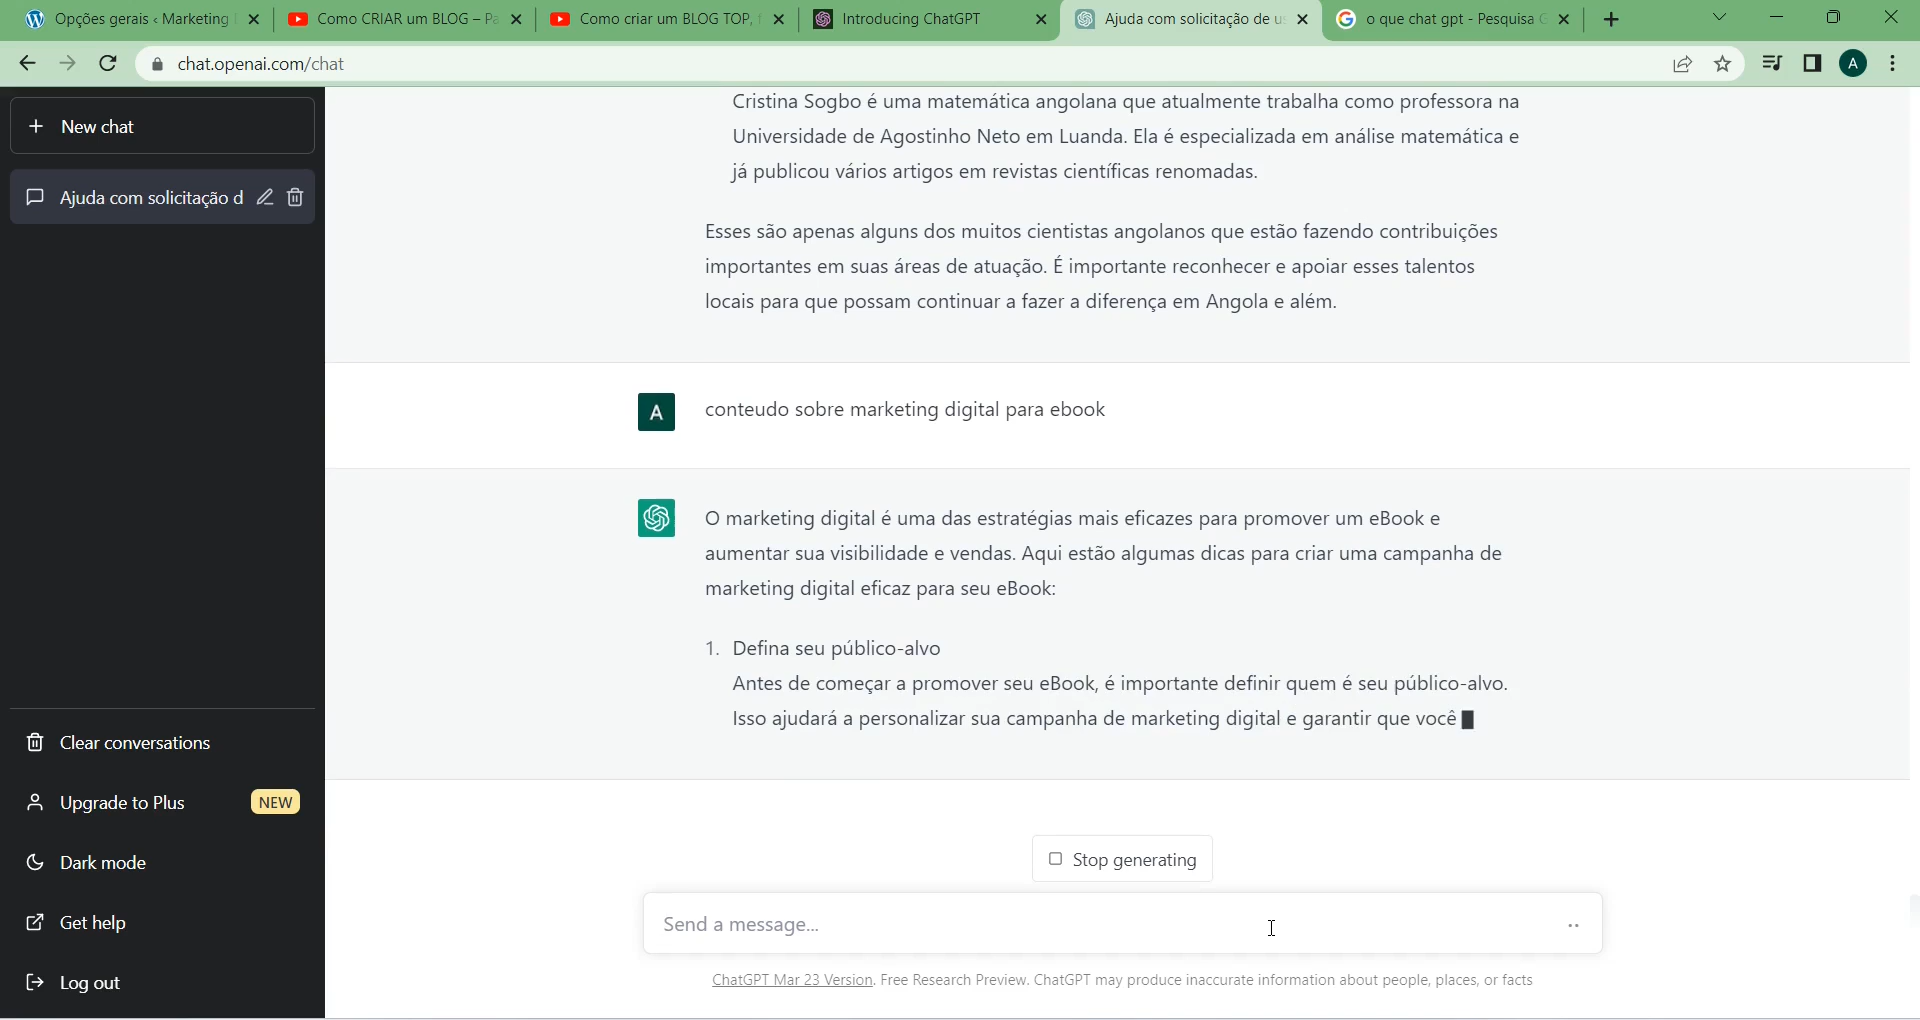 Opções gerais ‹ Marketing
Como CRIAR um BLOG – Pa
Como criar um BLOG TOP,
Introducing ChatGPT
Ajuda com solicitação de u
o que chat gpt - Pesquisa G
chat.openai.com/chat
A
New chat
Ajuda com solicitação d
Cristina Sogbo é uma matemática angolana que atualmente trabalha como professora na
Universidade de Agostinho Neto em Luanda. Ela é especializada em análise matemática e
já publicou vários artigos em revistas científicas renomadas.
Esses são apenas alguns dos muitos cientistas angolanos que estão fazendo contribuições
importantes em suas áreas de atuação. É importante reconhecer e apoiar esses talentos
locais para que possam continuar a fazer a diferença em Angola e além.
A
conteudo sobre marketing digital para ebook
O marketing digital é uma das estratégias mais eficazes para promover um eBook e
aumentar sua visibilidade e vendas. Aqui estão algumas dicas para criar uma campanha de
marketing digital eficaz para seu eBook:
1. Defina seu público-alvo
Antes de começar a promover seu eBook, é importante definir quem é seu público-alvo.
Isso ajudará a personalizar sua campanha de marketing digital e garantir que você
Clear conversations
Upgrade to Plus NEW
Dark mode
Get help
Log out
Stop generating
Send a message...
ChatGPT Mar 23 Version. Free Research Preview. ChatGPT may produce inaccurate information about people, places, or facts